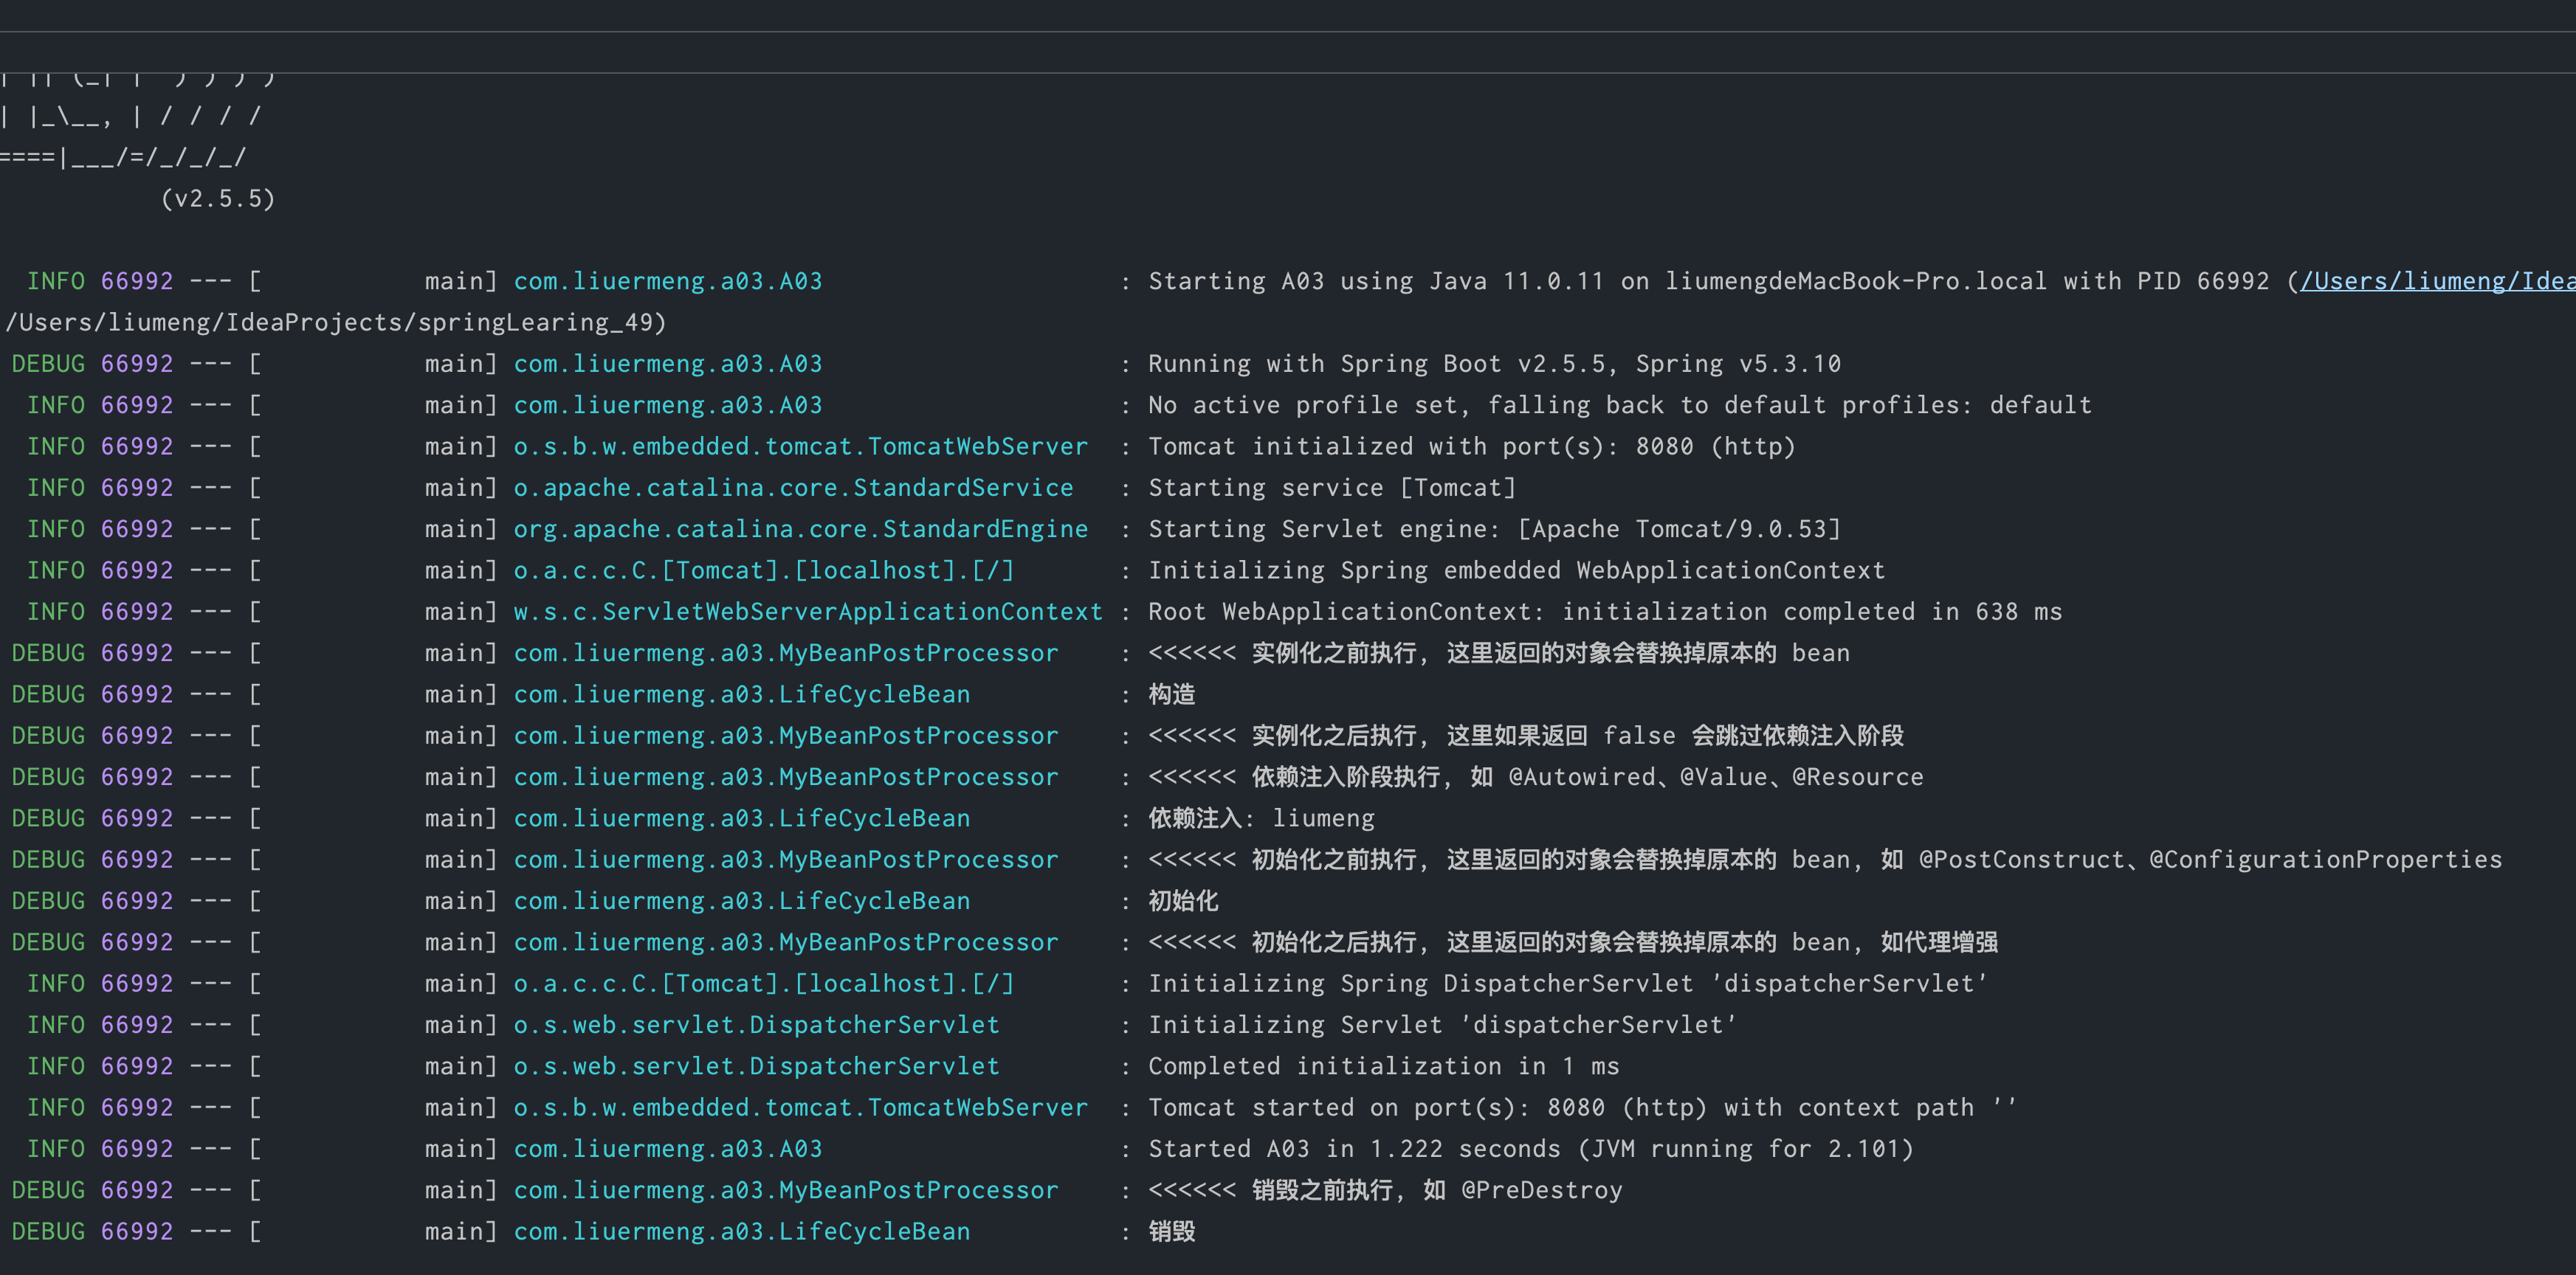 | || (_| |  ) ) ) )
| |_\__, | / / / /
====|___/=/_/_/_/
(v2.5.5)
INFO 66992 --- [           main] com.liuermeng.a03.A03                    : Starting A03 using Java 11.0.11 on liumengdeMacBook-Pro.local with PID 66992 (/Users/liumeng/Idea
/Users/liumeng/IdeaProjects/springLearing_49)
DEBUG 66992 --- [           main] com.liuermeng.a03.A03                    : Running with Spring Boot v2.5.5, Spring v5.3.10
INFO 66992 --- [           main] com.liuermeng.a03.A03                    : No active profile set, falling back to default profiles: default
INFO 66992 --- [           main] o.s.b.w.embedded.tomcat.TomcatWebServer  : Tomcat initialized with port(s): 8080 (http)
INFO 66992 --- [           main] o.apache.catalina.core.StandardService   : Starting service [Tomcat]
INFO 66992 --- [           main] org.apache.catalina.core.StandardEngine  : Starting Servlet engine: [Apache Tomcat/9.0.53]
INFO 66992 --- [           main] o.a.c.c.C.[Tomcat].[localhost].[/]       : Initializing Spring embedded WebApplicationContext
INFO 66992 --- [           main] w.s.c.ServletWebServerApplicationContext : Root WebApplicationContext: initialization completed in 638 ms
DEBUG 66992 --- [           main] com.liuermeng.a03.MyBeanPostProcessor    : <<<<<< 实例化之前执行, 这里返回的对象会替换掉原本的 bean
DEBUG 66992 --- [           main] com.liuermeng.a03.LifeCycleBean          : 构造
DEBUG 66992 --- [           main] com.liuermeng.a03.MyBeanPostProcessor    : <<<<<< 实例化之后执行, 这里如果返回 false 会跳过依赖注入阶段
DEBUG 66992 --- [           main] com.liuermeng.a03.MyBeanPostProcessor    : <<<<<< 依赖注入阶段执行, 如 @Autowired、@Value、@Resource
DEBUG 66992 --- [           main] com.liuermeng.a03.LifeCycleBean          : 依赖注入: liumeng
DEBUG 66992 --- [           main] com.liuermeng.a03.MyBeanPostProcessor    : <<<<<< 初始化之前执行, 这里返回的对象会替换掉原本的 bean, 如 @PostConstruct、@ConfigurationProperties
DEBUG 66992 --- [           main] com.liuermeng.a03.LifeCycleBean          : 初始化
DEBUG 66992 --- [           main] com.liuermeng.a03.MyBeanPostProcessor    : <<<<<< 初始化之后执行, 这里返回的对象会替换掉原本的 bean, 如代理增强
INFO 66992 --- [           main] o.a.c.c.C.[Tomcat].[localhost].[/]       : Initializing Spring DispatcherServlet 'dispatcherServlet'
INFO 66992 --- [           main] o.s.web.servlet.DispatcherServlet        : Initializing Servlet 'dispatcherServlet'
INFO 66992 --- [           main] o.s.web.servlet.DispatcherServlet        : Completed initialization in 1 ms
INFO 66992 --- [           main] o.s.b.w.embedded.tomcat.TomcatWebServer  : Tomcat started on port(s): 8080 (http) with context path ''
INFO 66992 --- [           main] com.liuermeng.a03.A03                    : Started A03 in 1.222 seconds (JVM running for 2.101)
DEBUG 66992 --- [           main] com.liuermeng.a03.MyBeanPostProcessor    : <<<<<< 销毁之前执行, 如 @PreDestroy
DEBUG 66992 --- [           main] com.liuermeng.a03.LifeCycleBean          : 销毁